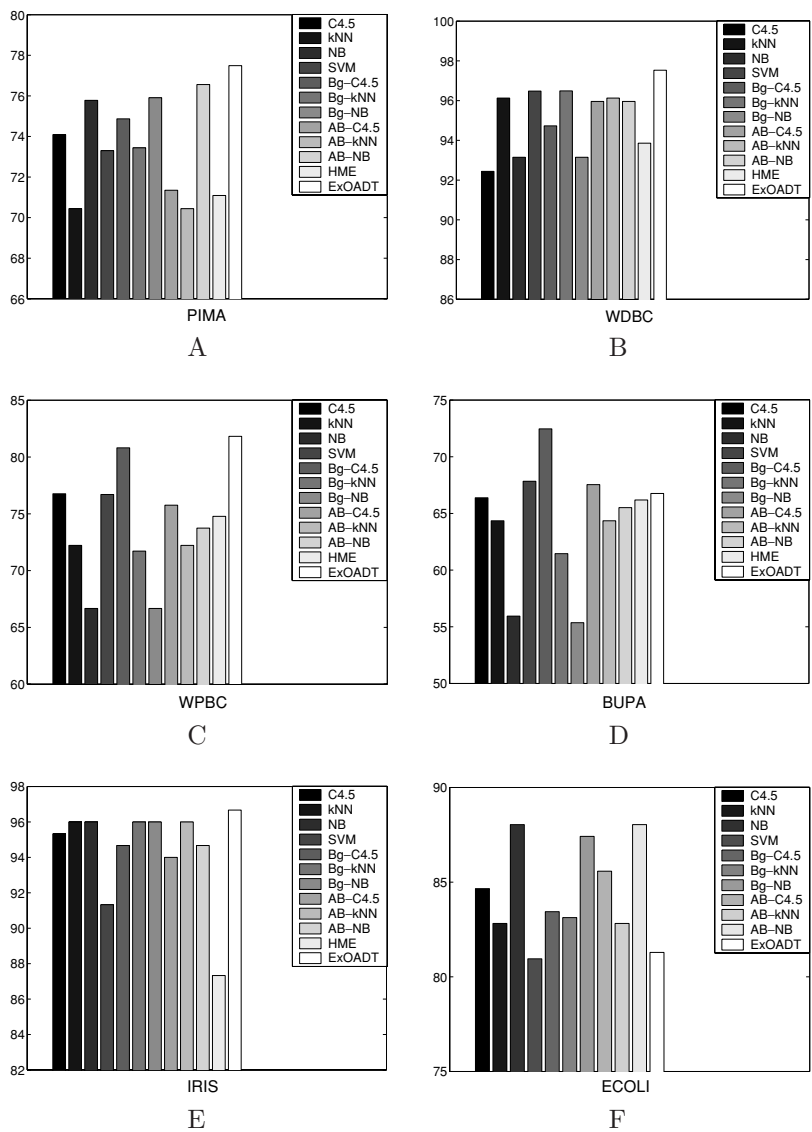 80
78
76
74
72
70
68
66
C4.5
kNN
NB
SVM
Bg–C4.5
Bg–kNN
Bg–NB
AB–C4.5
AB–kNN
AB–NB
HME
ExOADT
PIMA
A
100
98
96
94
92
90
88
86
C4.5
kNN
NB
SVM
Bg–C4.5
Bg–kNN
Bg–NB
AB–C4.5
AB–kNN
AB–NB
HME
ExOADT
WDBC
B
85
80
75
70
65
60
C4.5
kNN
NB
SVM
Bg–C4.5
Bg–kNN
Bg–NB
AB–C4.5
AB–kNN
AB–NB
HME
ExOADT
WPBC
C
75
70
65
60
55
50
C4.5
kNN
NB
SVM
Bg–C4.5
Bg–kNN
Bg–NB
AB–C4.5
AB–kNN
AB–NB
HME
ExOADT
BUPA
D
98
96
94
92
90
88
86
84
82
C4.5
kNN
NB
SVM
Bg–C4.5
Bg–kNN
Bg–NB
AB–C4.5
AB–kNN
AB–NB
HME
ExOADT
IRIS
E
90
85
80
75
C4.5
kNN
NB
SVM
Bg–C4.5
Bg–kNN
Bg–NB
AB–C4.5
AB–kNN
AB–NB
ExOADT
ECOLI
F